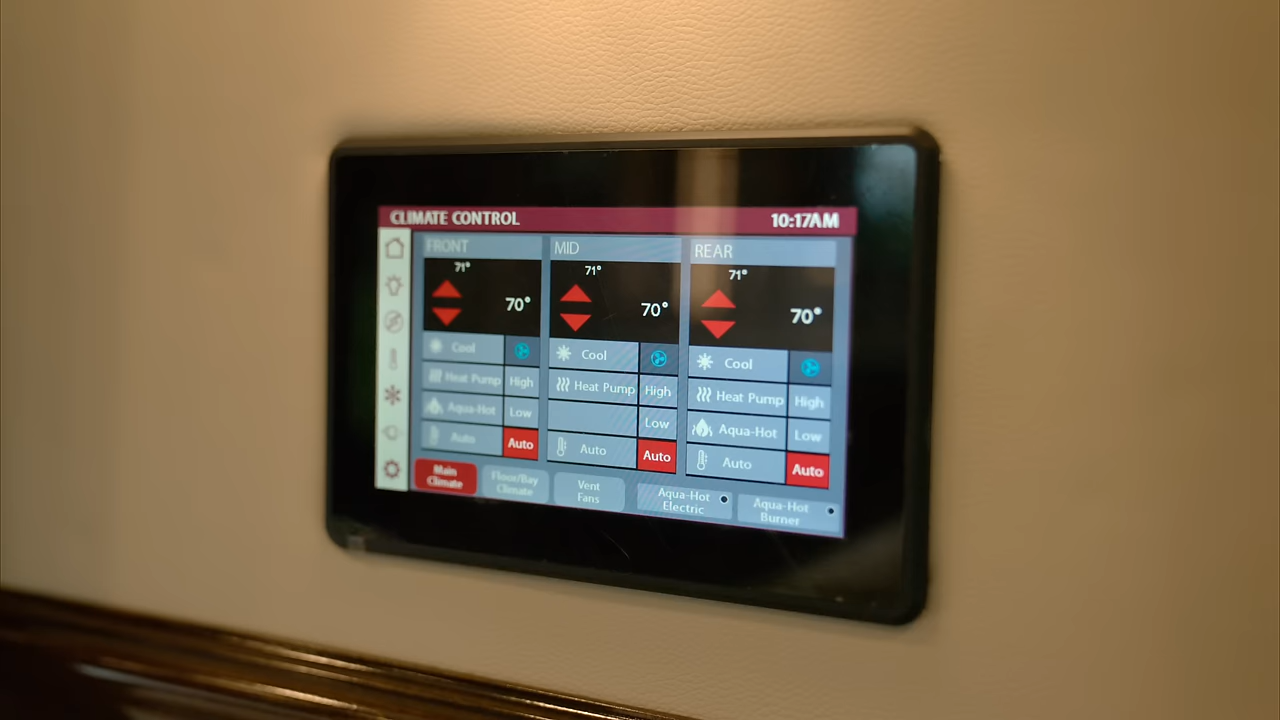 CLIMATE CONTROL 10:17AM
FRONT MID REAR
71° 71° 71°
70° 70° 70°
Cool Cool Cool
Heat Pump High Heat Pump High Heat Pump High
Aqua-Hot Low Low Aqua-Hot Low
Auto Auto Auto Auto Auto Auto
Main Climate
Floor/Bay Climate
Vent Fans
Aqua-Hot Electric
Aqua-Hot Burner